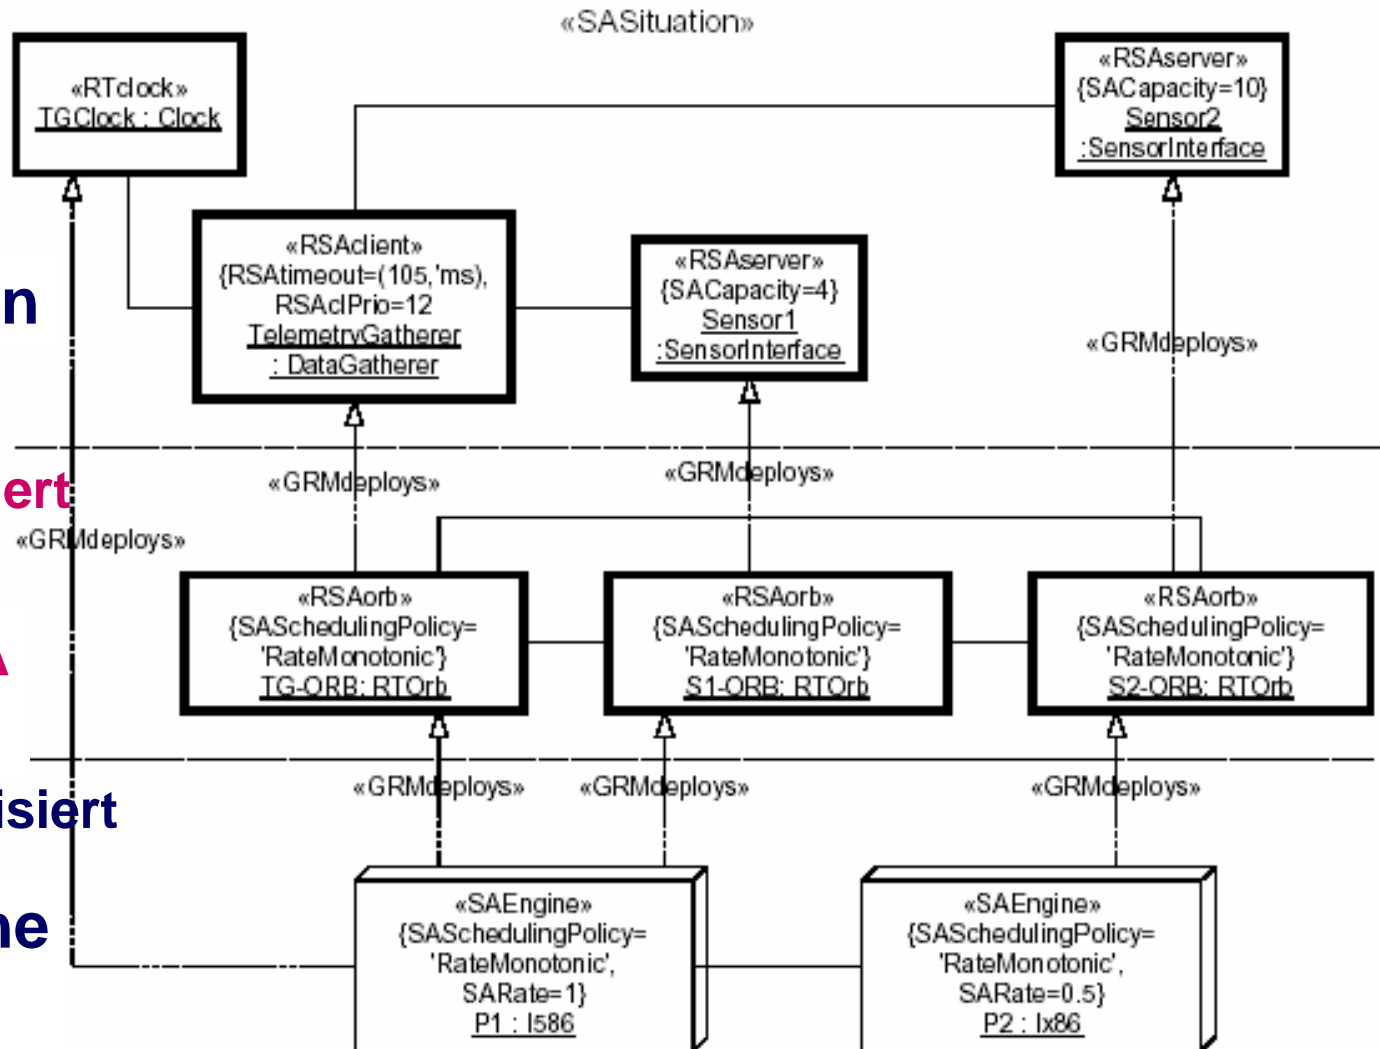 «SASituation»
«RTclock»
TGClock : Clock
«RSAserver»
{SACapacity=10}
Sensor2
:SensorInterface
«RSAclient»
{RSAtimeout=(105,'ms),
RSAclPrio=12
TelemetryGatherer
: DataGatherer
«RSAserver»
{SACapacity=4}
Sensor1
:SensorInterface
n
«GRMdeploys»
«GRMdeploys»
«GRMdeploys»
ert
«GRMdeploys»
«RSAorb»
{SASchedulingPolicy=
'RateMonotonic'}
TG-ORB: RTOrb
«RSAorb»
{SASchedulingPolicy=
'RateMonotonic'}
S1-ORB: RTOrb
«RSAorb»
{SASchedulingPolicy=
'RateMonotonic'}
S2-ORB: RTOrb
«GRMdeploys»
«GRMdeploys»
«GRMdeploys»
isiert
ne
«SAEngine»
{SASchedulingPolicy=
'RateMonotonic',
SARate=1}
P1 : I586
«SAEngine»
{SASchedulingPolicy=
'RateMonotonic',
SARate=0.5}
P2 : Ix86